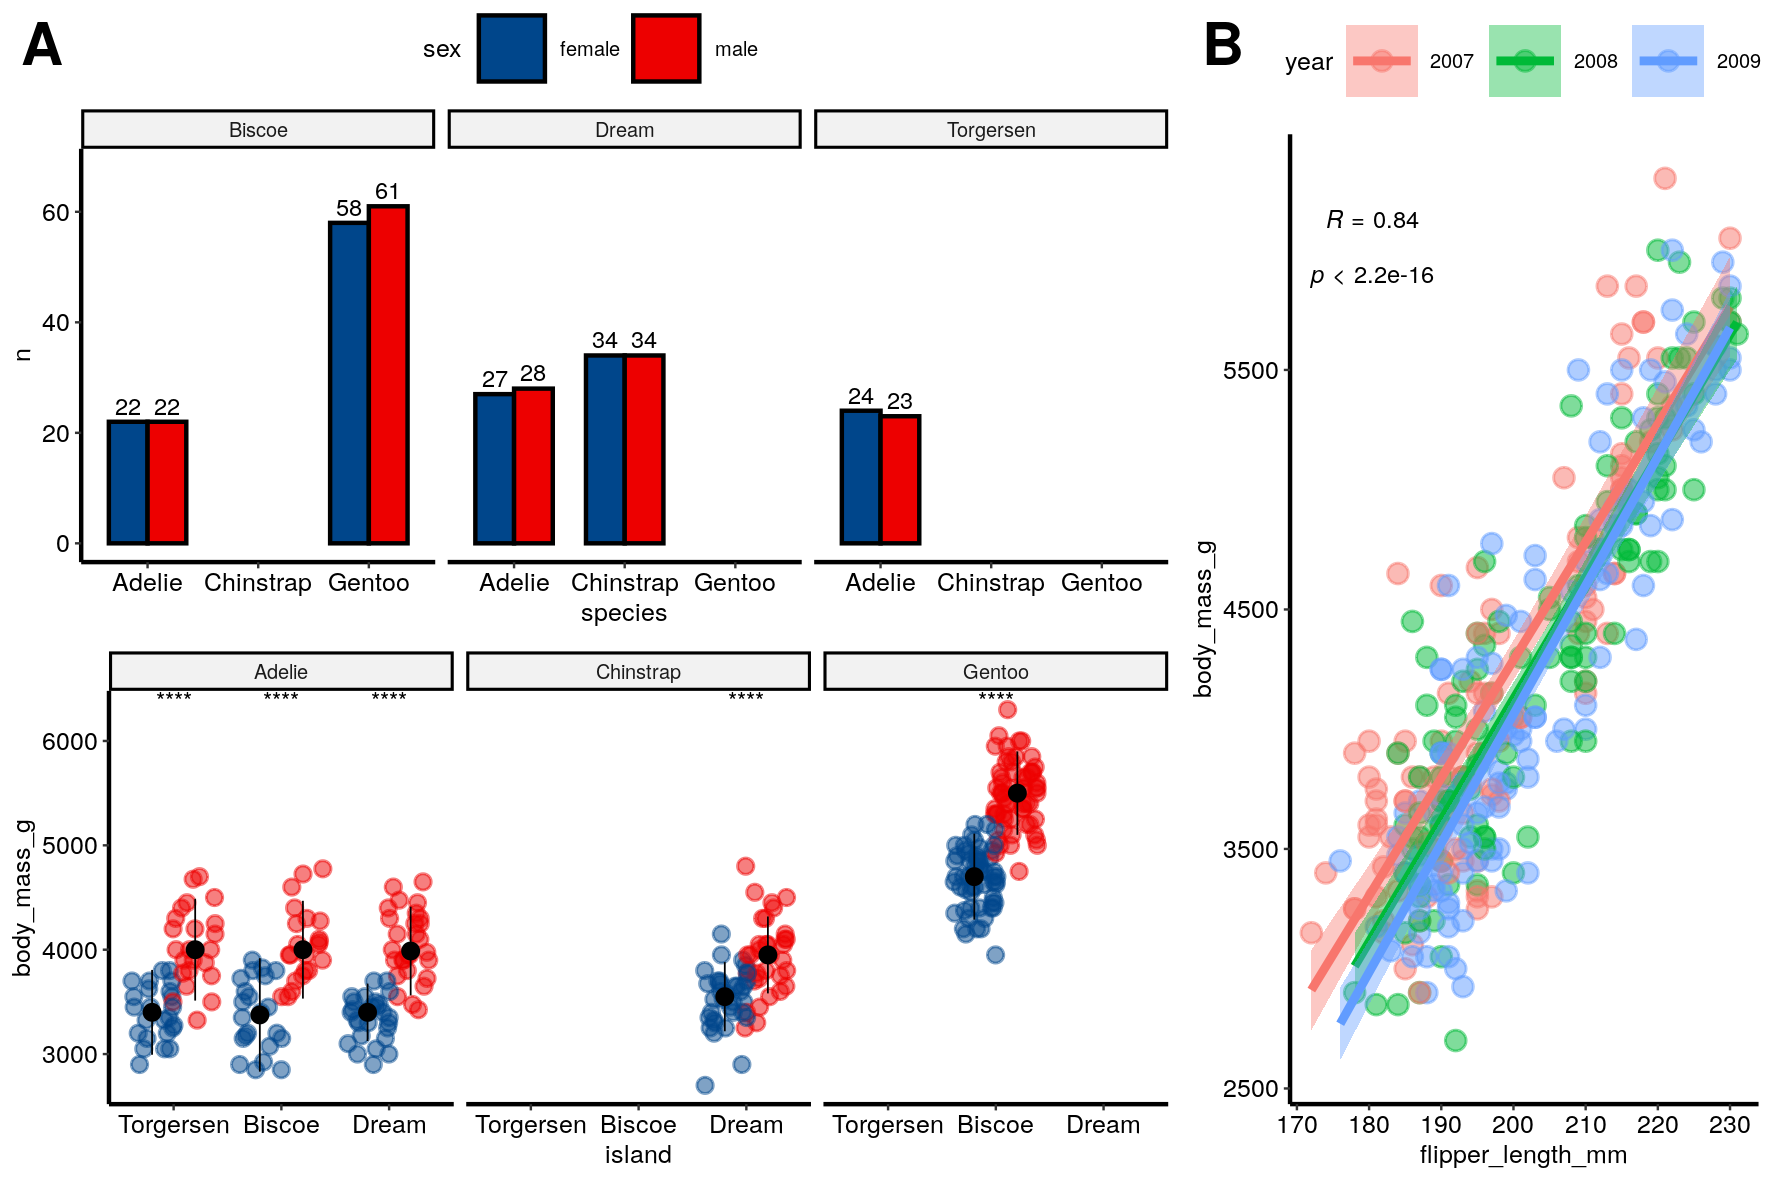 A
sex female male
Biscoe Dream Torgersen
n
60
40
20
0
22 22 58 61
27 28 34 34
24 23
Adelie Chinstrap Gentoo Adelie Chinstrap Gentoo Adelie Chinstrap Gentoo
species
Adelie Chinstrap Gentoo
**** **** **** **** ****
body_mass_g
6000
5000
4000
3000
Torgersen Biscoe Dream Torgersen Biscoe Dream Torgersen Biscoe Dream
island
B
year 2007 2008 2009
R = 0.84
p < 2.2e-16
body_mass_g
5500
4500
3500
2500
170 180 190 200 210 220 230
flipper_length_mm